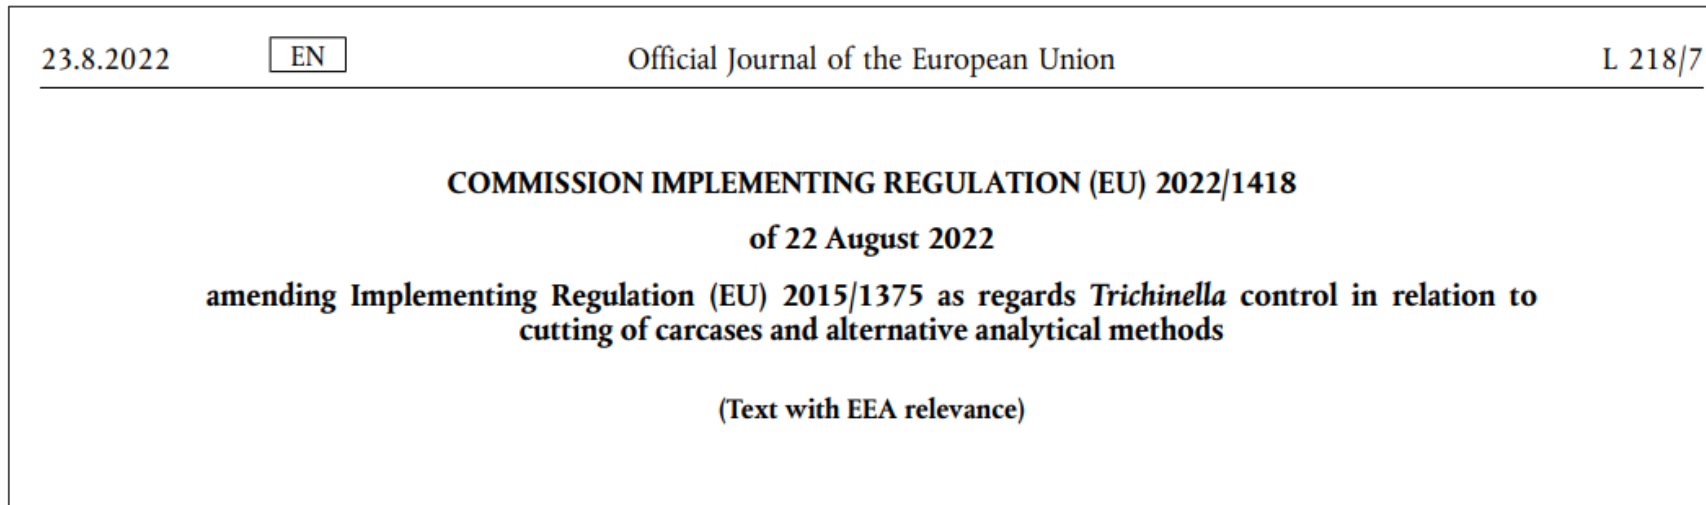 23.8.2022 EN Official Journal of the European Union L 218/7
COMMISSION IMPLEMENTING REGULATION (EU) 2022/1418
of 22 August 2022
amending Implementing Regulation (EU) 2015/1375 as regards Trichinella control in relation to
cutting of carcases and alternative analytical methods
(Text with EEA relevance)